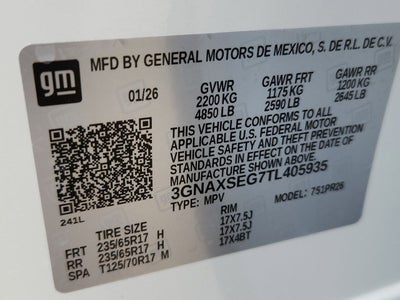 gm
MFD BY GENERAL MOTORS DE MEXICO, S. DE R.L. DE C.V.
01/26 GVWR GAWR FRT GAWR RR
2200 KG 1175 KG 1200 KG
4850 LB 2590 LB 2645 LB
THIS VEHICLE CONFORMS TO ALL
APPLICABLE U.S. FEDERAL MOTOR VEHICLE
SAFETY, BUMPER, AND THEFT PREVENTION
STANDARDS IN EFFECT ON THE DATE OF
MANUFACTURE SHOWN ABOVE.
3GNAXSEG7TL405935
TYPE: MPV MODEL: 751PR26
241L
TIRE SIZE RIM
FRT 235/65R17 H 17X7.5J
RR 235/65R17 H 17X7.5J
SPA T125/70R17 M 17X4BT